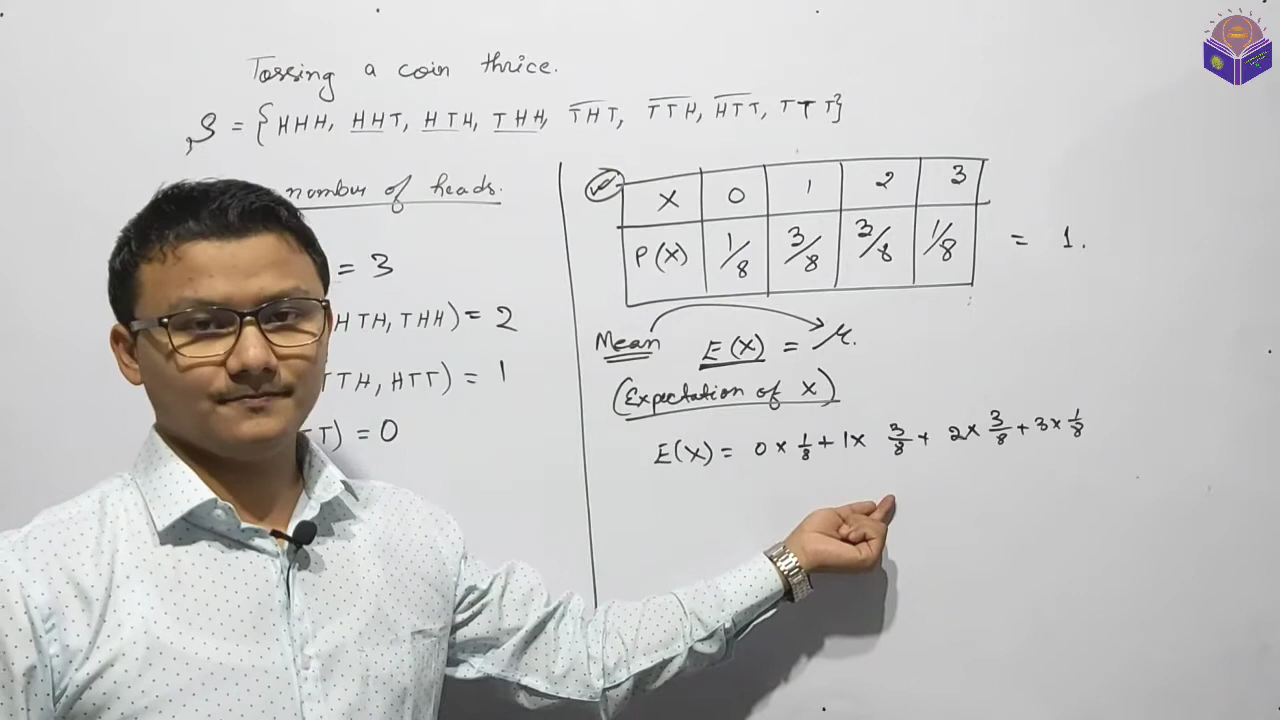 Tossing a coin thrice.
S = {HHH, HHT, HTH, THH, THT, TTH, HTT, TTT}
number of heads.
= 3
HTH, THH) = 2
TTH, HTT) = 1
TT) = 0
X 0 1 2 3
P(X) 1/8 3/8 3/8 1/8 = 1.
Mean E(X) = μ.
(Expectation of X)
E(X) = 0 × 1/8 + 1 × 3/8 + 2 × 3/8 + 3 × 1/8